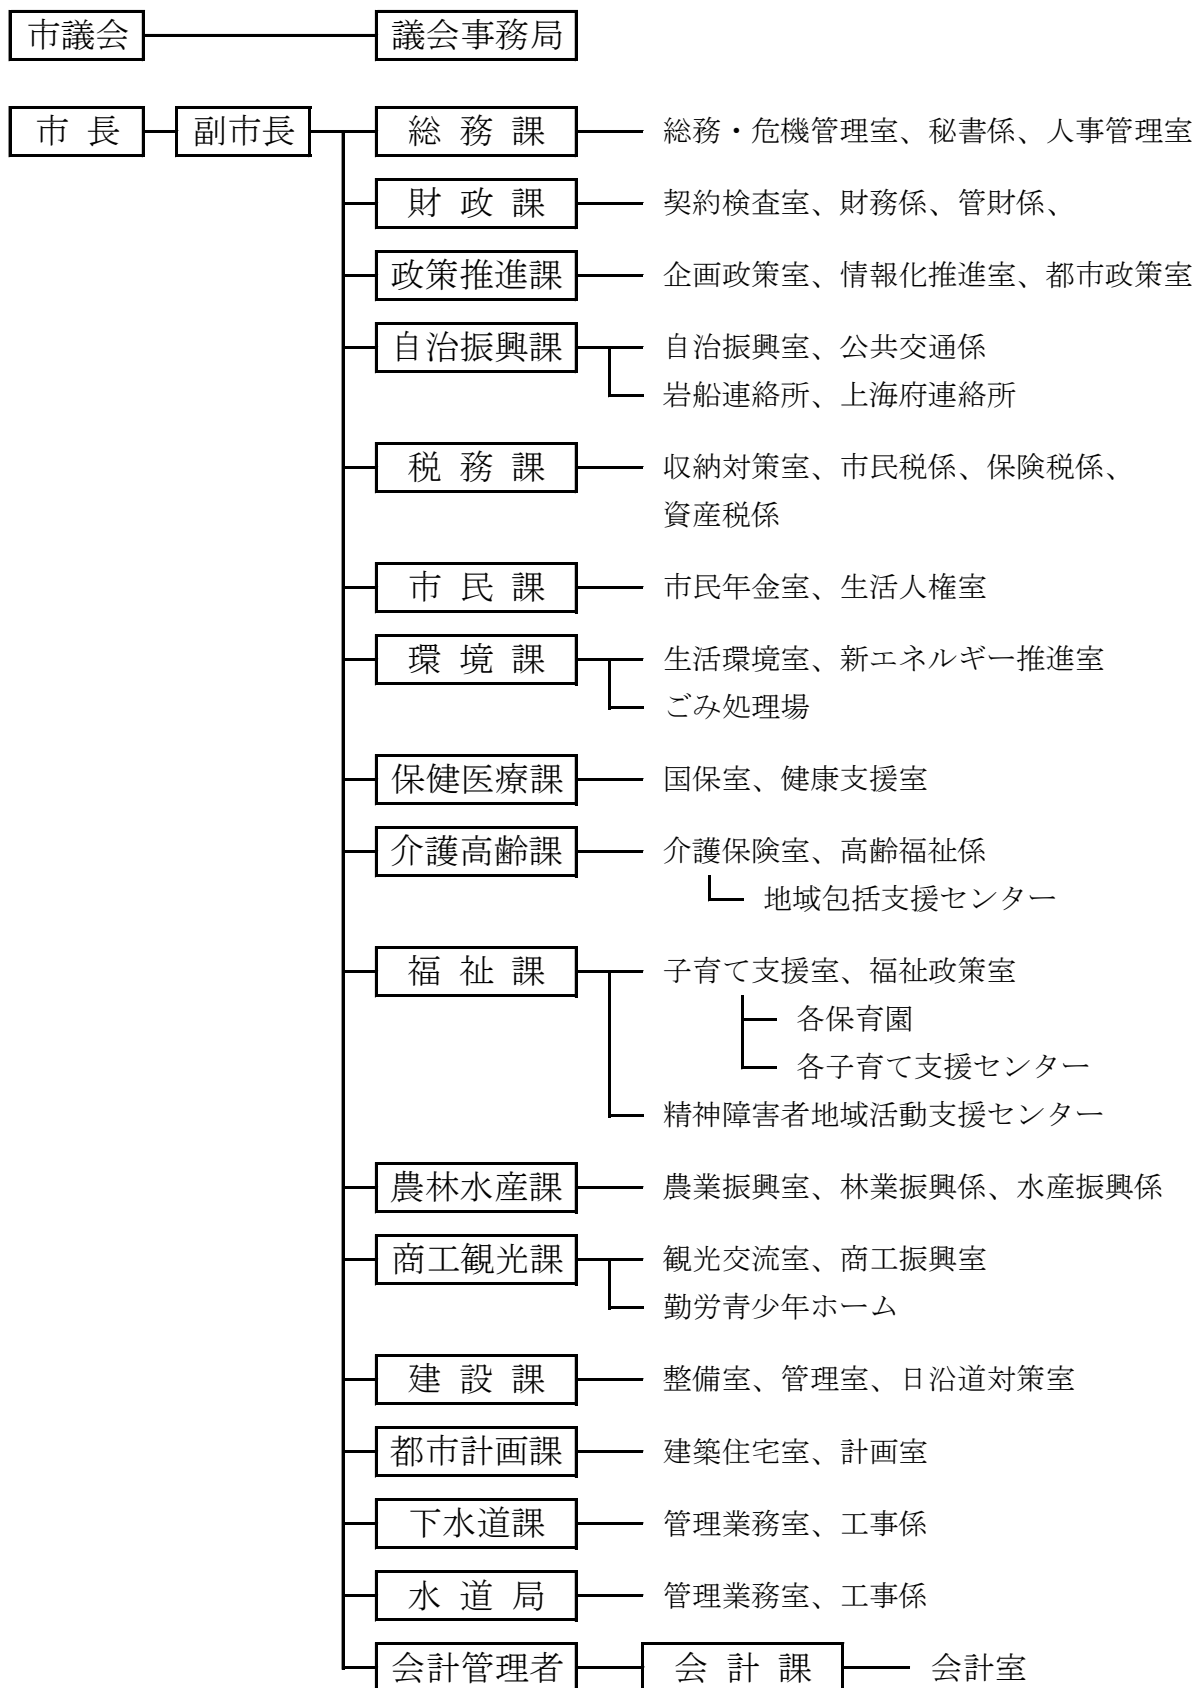 市議会 議会事務局
市長 副市長 総務課 総務・危機管理室、秘書係、人事管理室
財政課 契約検査室、財務係、管財係、
政策推進課 企画政策室、情報化推進室、都市政策室
自治振興課 自治振興室、公共交通係
岩船連絡所、上海府連絡所
税務課 収納対策室、市民税係、保険税係、
資産税係
市民課 市民年金室、生活人権室
環境課 生活環境室、新エネルギー推進室
ごみ処理場
保健医療課 国保室、健康支援室
介護高齢課 介護保険室、高齢福祉係
地域包括支援センター
福祉課 子育て支援室、福祉政策室
各保育園
各子育て支援センター
精神障害者地域活動支援センター
農林水産課 農業振興室、林業振興係、水産振興係
商工観光課 観光交流室、商工振興室
勤労青少年ホーム
建設課 整備室、管理室、日沿道対策室
都市計画課 建築住宅室、計画室
下水道課 管理業務室、工事係
水道局 管理業務室、工事係
会計管理者 会計課 会計室